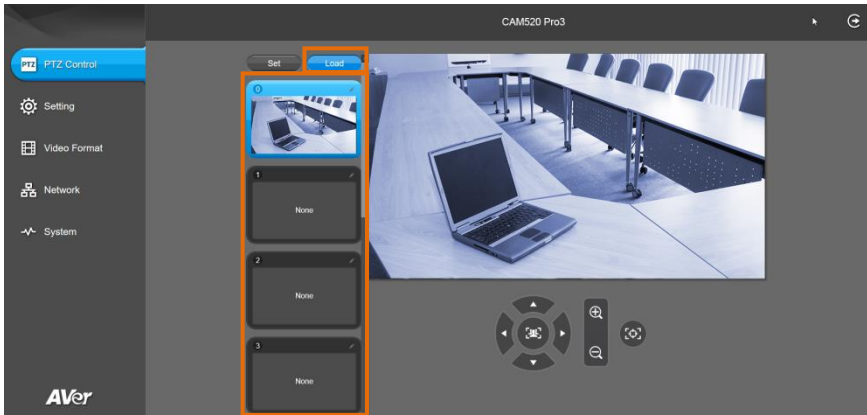 CAM520 Pro3
PTZ PTZ Control
Setting
Video Format
Network
System
AVer
Set
Load
0
1
None
2
None
3
None